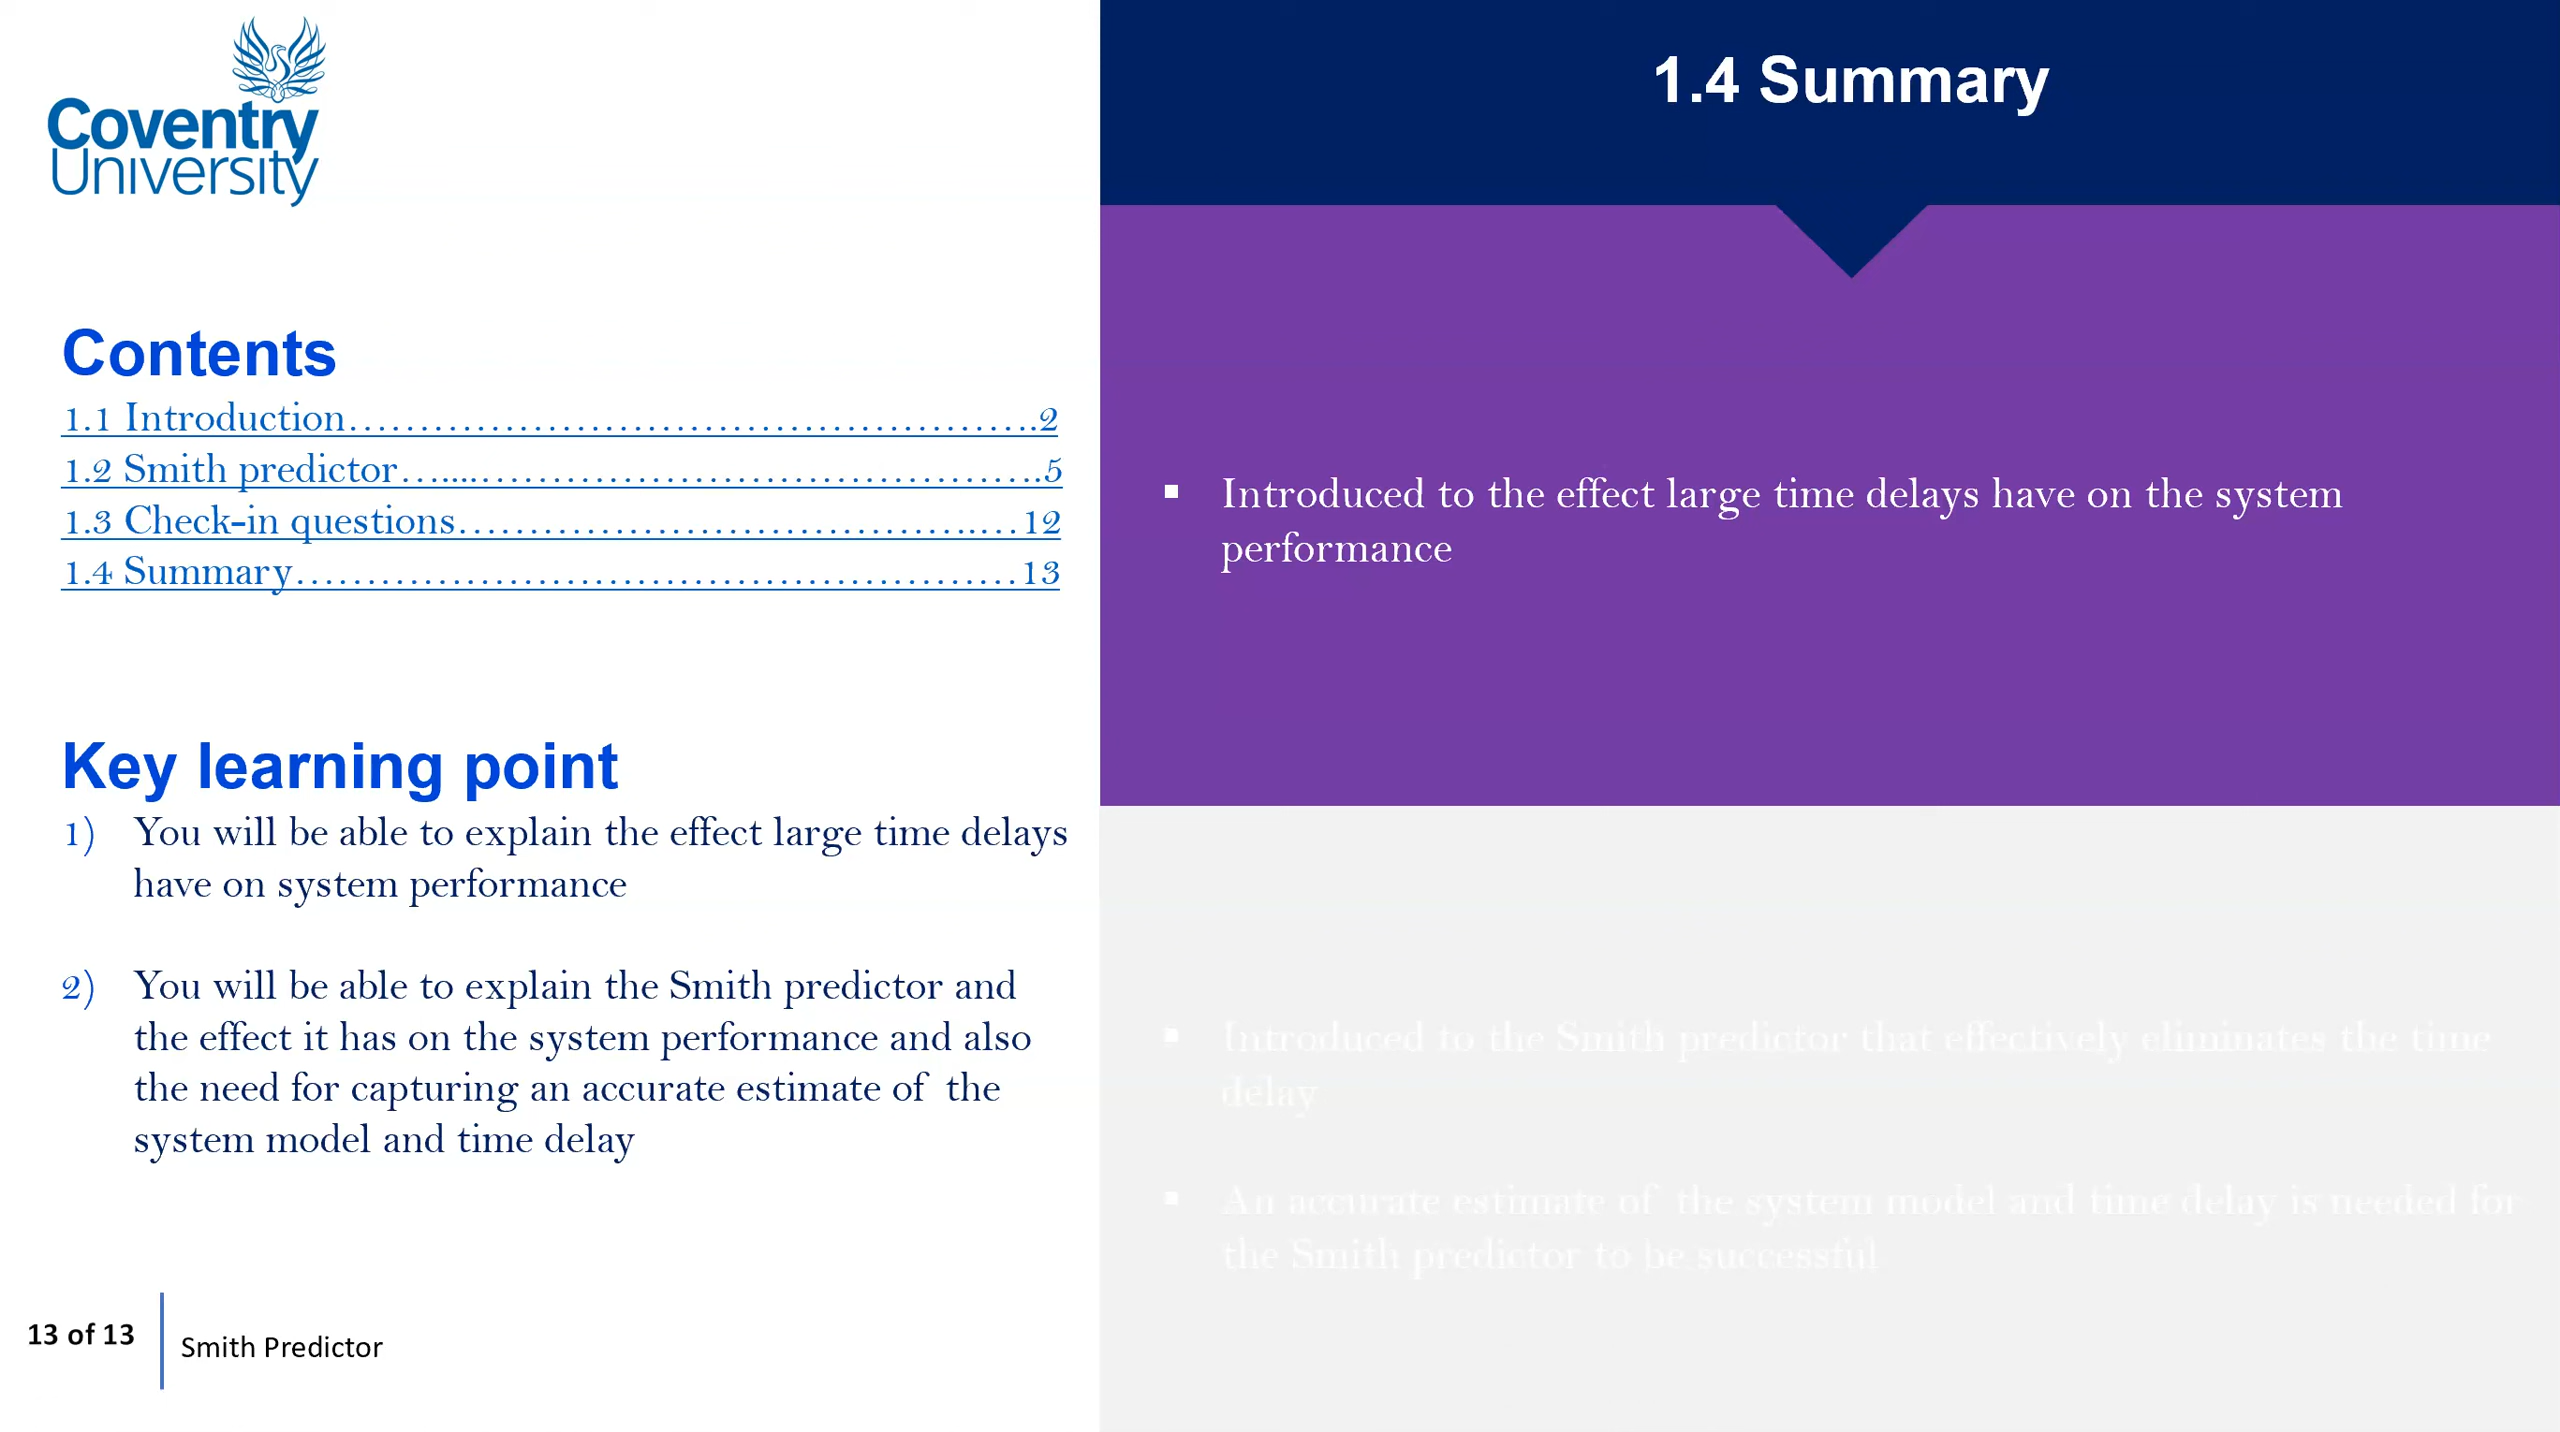 Coventry
University
Contents
1.1 Introduction………………………………………….2
1.2 Smith predictor…....………………………………….5
1.3 Check-in questions……………………………….…12
1.4 Summary……………………………………………13
Key learning point
1) You will be able to explain the effect large time delays
have on system performance
2) You will be able to explain the Smith predictor and
the effect it has on the system performance and also
the need for capturing an accurate estimate of the
system model and time delay
13 of 13
Smith Predictor
1.4 Summary
▪ Introduced to the effect large time delays have on the system
performance
▪ Introduced to the Smith predictor that effectively eliminates the time
delay
▪ An accurate estimate of the system model and time delay is needed for
the Smith predictor to be successful